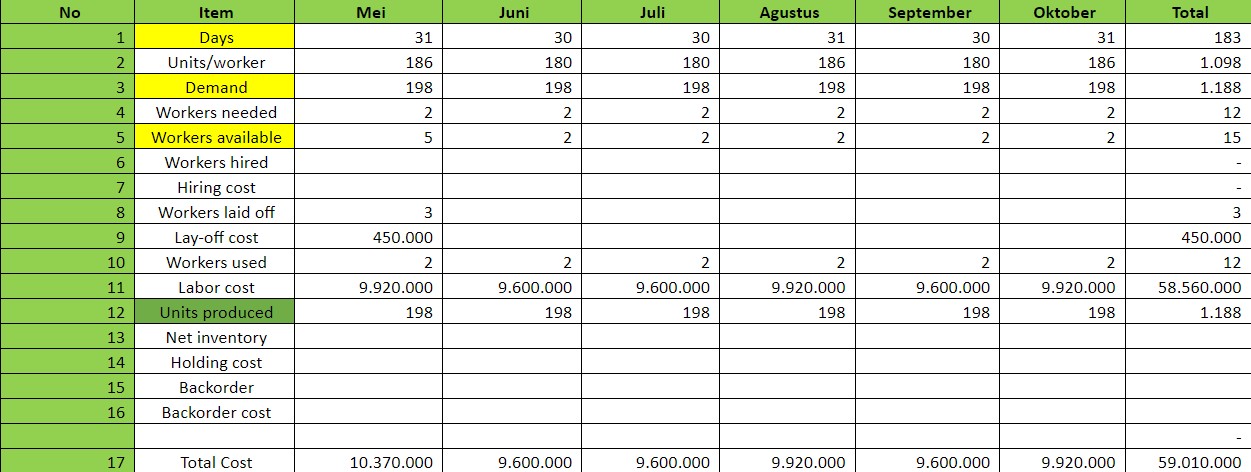 No Item Mei Juni Juli Agustus September Oktober Total
1 Days 31 30 30 31 30 31 183
2 Units/worker 186 180 180 186 180 186 1.098
3 Demand 198 198 198 198 198 198 1.188
4 Workers needed 2 2 2 2 2 2 12
5 Workers available 5 2 2 2 2 2 15
6 Workers hired -
7 Hiring cost -
8 Workers laid off 3 3
9 Lay-off cost 450.000 450.000
10 Workers used 2 2 2 2 2 2 12
11 Labor cost 9.920.000 9.600.000 9.600.000 9.920.000 9.600.000 9.920.000 58.560.000
12 Units produced 198 198 198 198 198 198 1.188
13 Net inventory
14 Holding cost
15 Backorder
16 Backorder cost
-
17 Total Cost 10.370.000 9.600.000 9.600.000 9.920.000 9.600.000 9.920.000 59.010.000